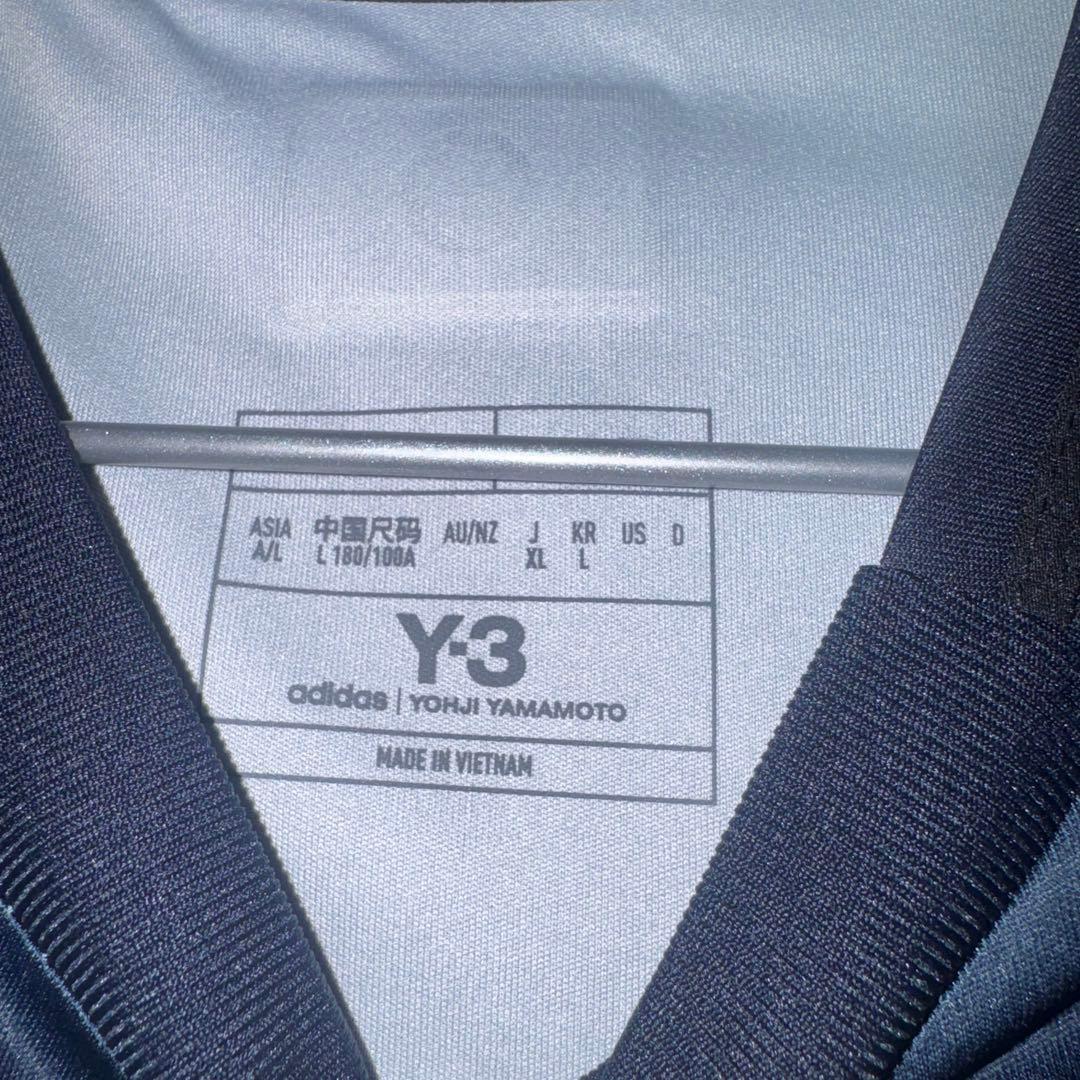 ASIA 中国尺码 AU/NZ J KR US D
A/L L 180/100A XL L
Y-3
adidas | YOHJI YAMAMOTO
MADE IN VIETNAM